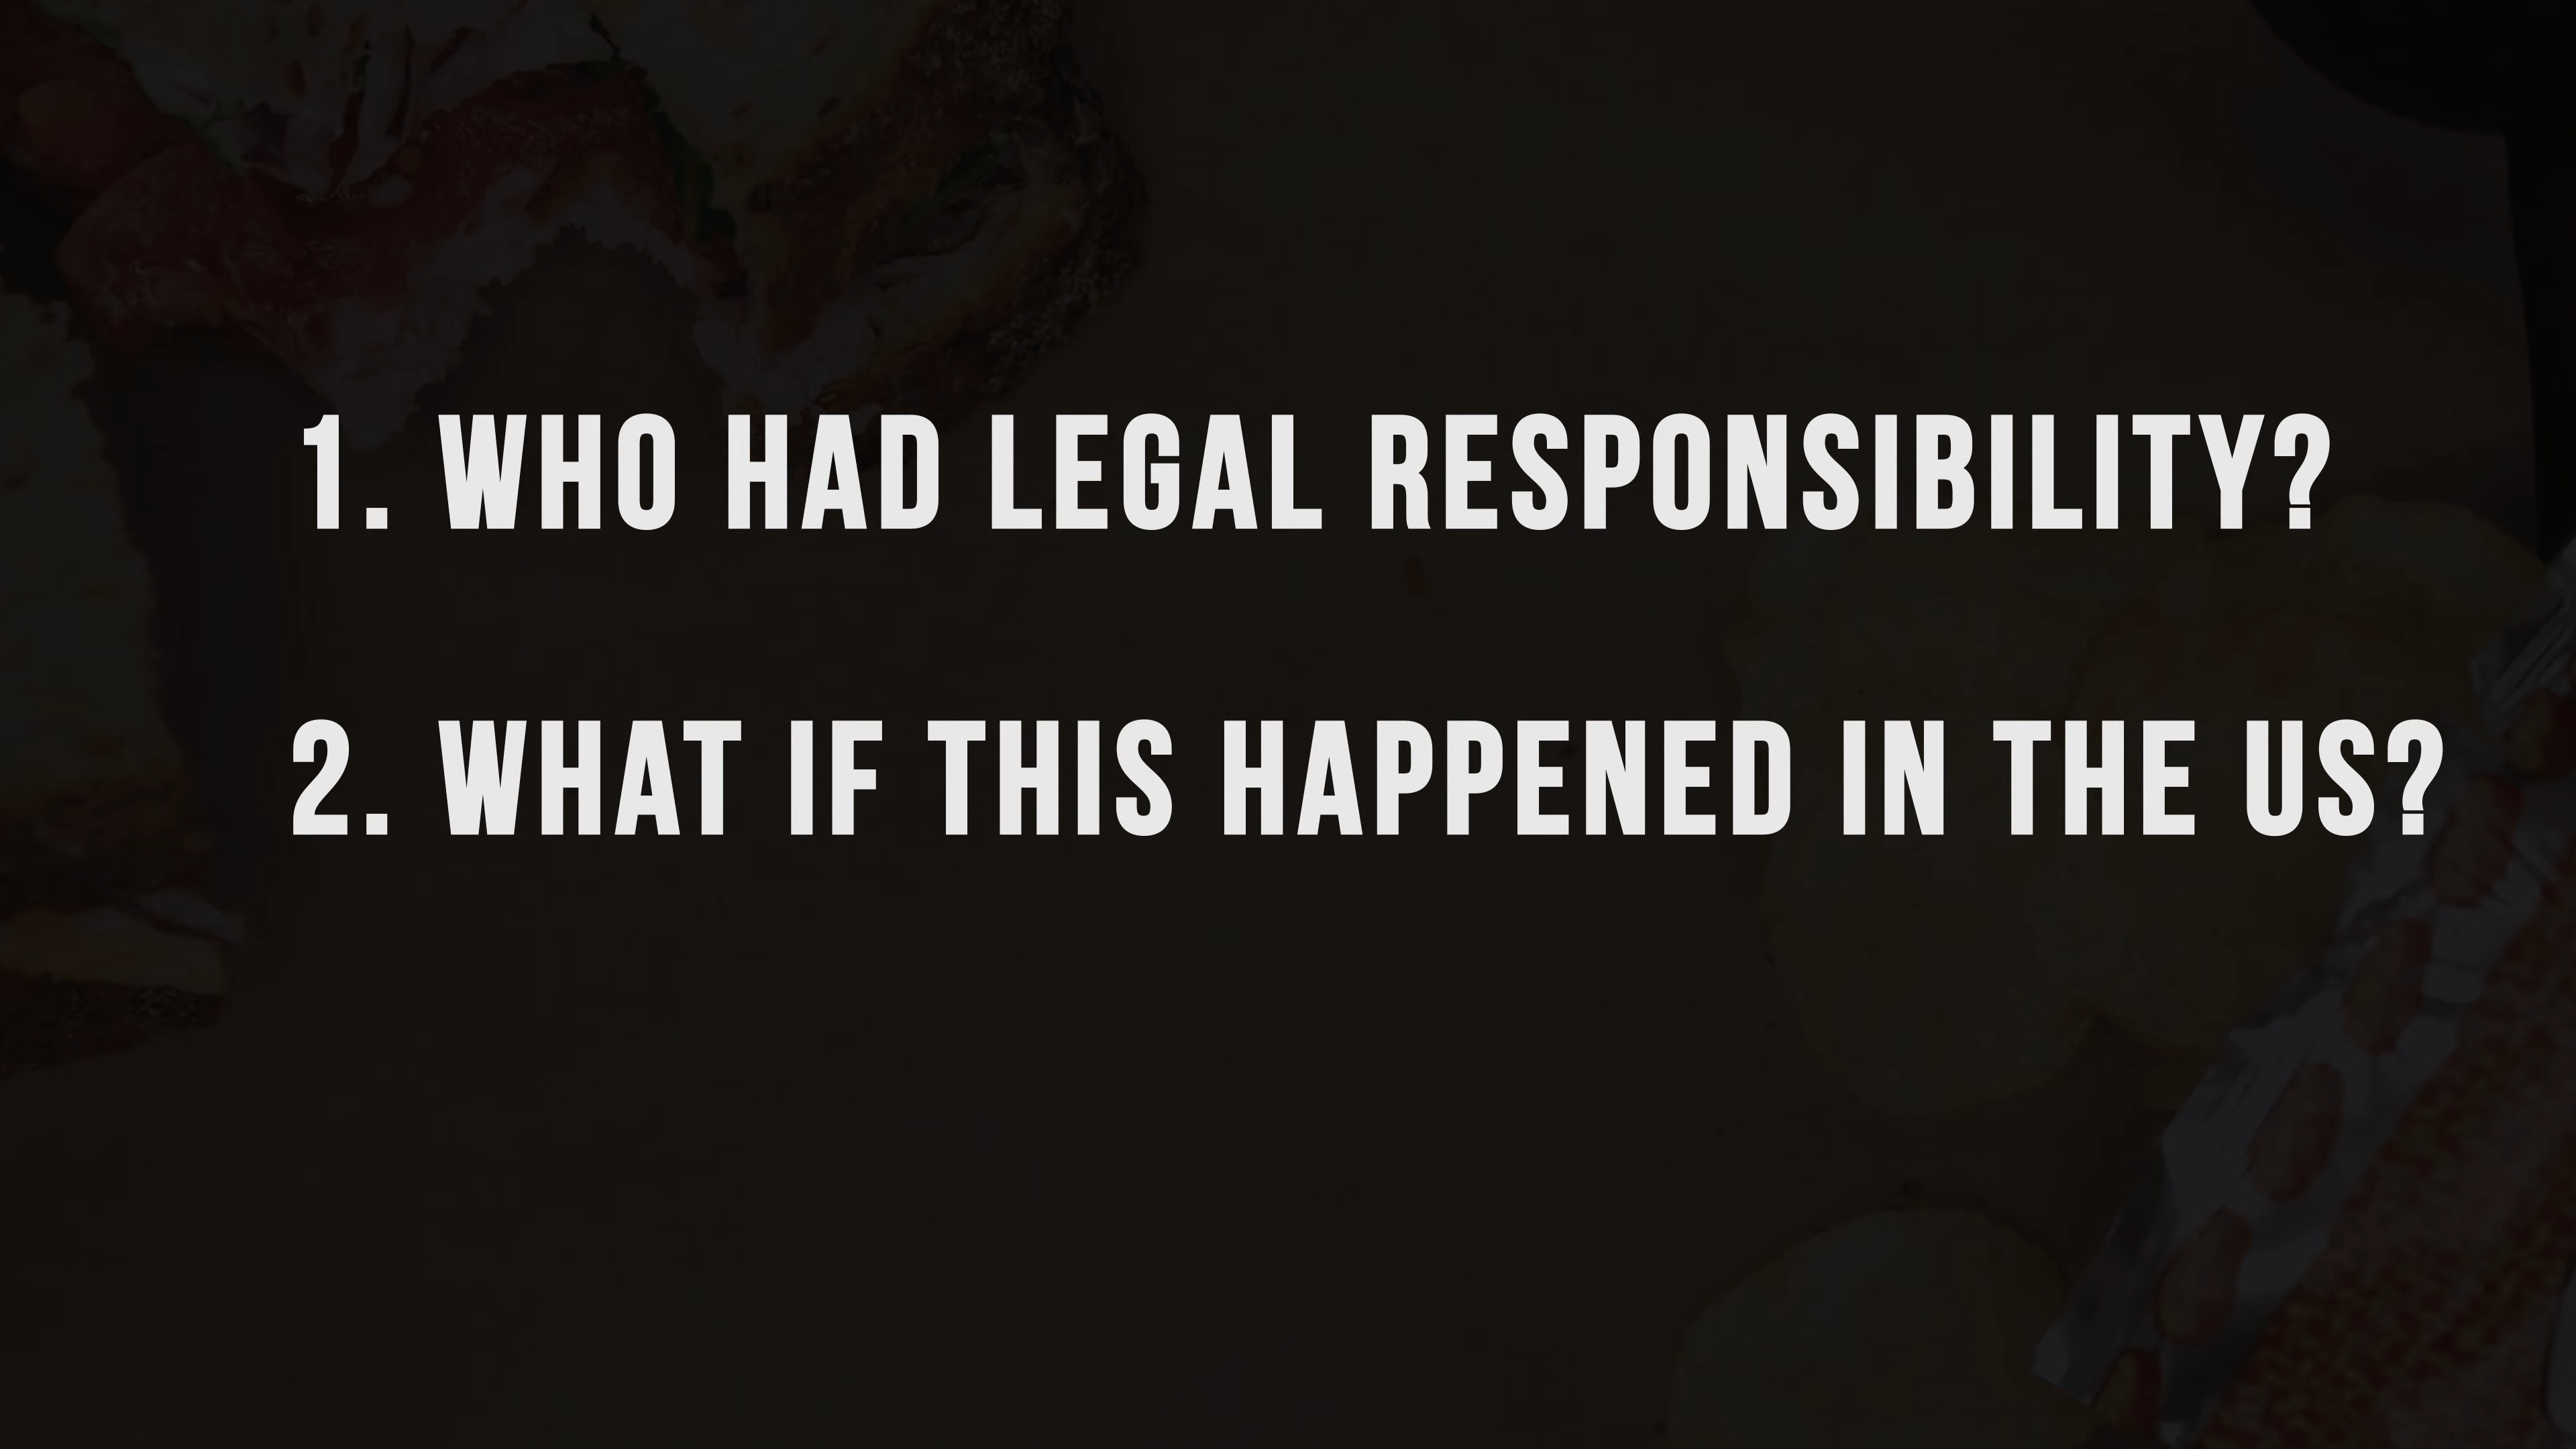 1. WHO HAD LEGAL RESPONSIBILITY?
2. WHAT IF THIS HAPPENED IN THE US?